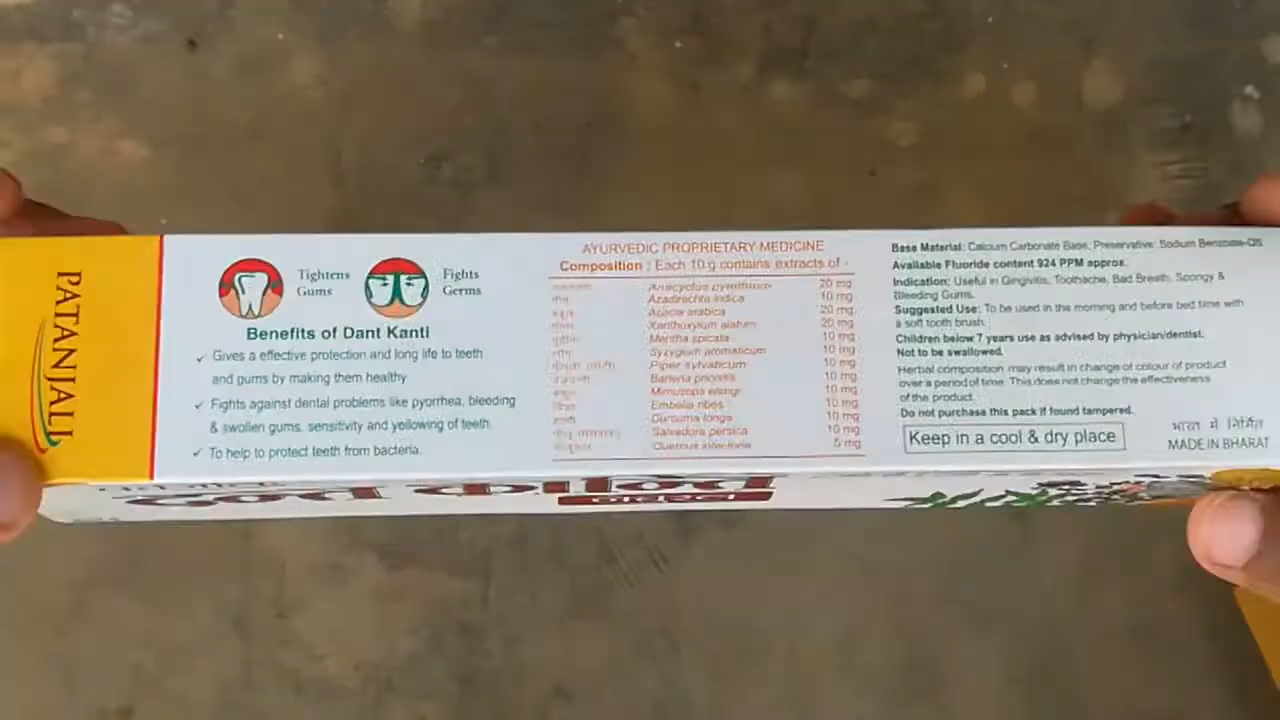 PATANJALI
Tightens
Gums
Fights
Germs
Benefits of Dant Kanti
✓ Gives a effective protection and long life to teeth
and gums by making them healthy
✓ Fights against dental problems like pyorrhea, bleeding
& swollen gums, sensitivity and yellowing of teeth.
✓ To help to protect teeth from bacteria.
AYURVEDIC PROPRIETARY MEDICINE
Composition : Each 10 g contains extracts of -
Anacyclus pyrethrum 20 mg
Azadirachta indica 10 mg
Acacia arabica 20 mg
Xanthoxylum alatum 20 mg
Mentha spicata 10 mg
Syzygium aromaticum 10 mg
Piper sylvaticum 10 mg
Barleria prionitis 10 mg
Mimusops elengi 10 mg
Embelia ribes 10 mg
Curcuma longa 10 mg
Salvadora persica 10 mg
Quercus infectoria 5 mg
Base Material: Calcium Carbonate Base, Preservative: Sodium Benzoate-QS
Available Fluoride content 924 PPM approx.
Indication: Useful in Gingivitis, Toothache, Bad Breath, Spongy &
Bleeding Gums.
Suggested Use: To be used in the morning and before bed time with
a soft tooth brush.
Children below 7 years use as advised by physician/dentist.
Not to be swallowed.
Herbal composition may result in change of colour of product
over a period of time. This does not change the effectiveness
of the product.
Do not purchase this pack if found tampered.
Keep in a cool & dry place
भारत में निर्मित
MADE IN BHARAT